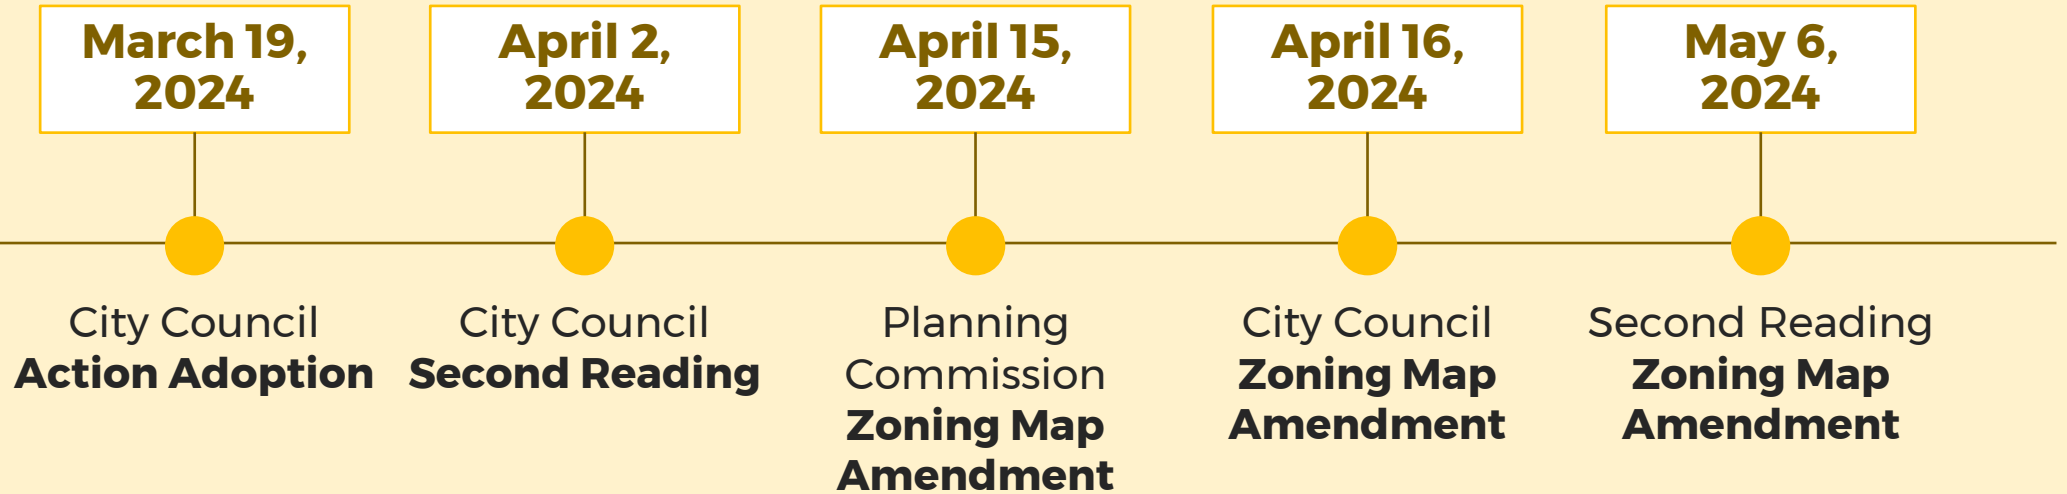 March 19,
2024
City Council
Action Adoption
April 2,
2024
City Council
Second Reading
April 15,
2024
Planning
Commission
Zoning Map
Amendment
April 16,
2024
City Council
Zoning Map
Amendment
May 6,
2024
Second Reading
Zoning Map
Amendment